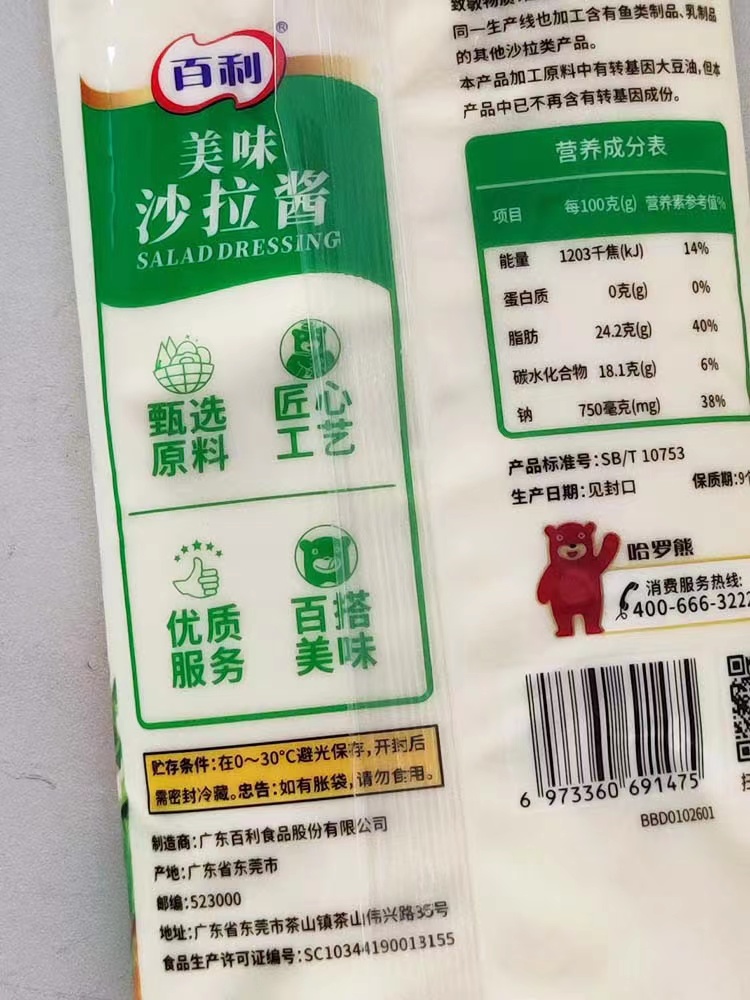 百利®
美味
沙拉酱
SALAD DRESSING
甄选
原料
匠心
工艺
优质
服务
百搭
美味
贮存条件:在0～30℃避光保存,开封后
需密封冷藏。忠告:如有胀袋,请勿食用。
制造商:广东百利食品股份有限公司
产地:广东省东莞市
邮编:523000
地址:广东省东莞市茶山镇茶山伟兴路35号
食品生产许可证编号:SC10344190013155
致敏物质
同一生产线也加工含有鱼类制品、乳制品
的其他沙拉类产品。
本产品加工原料中有转基因大豆油,但本
产品中已不再含有转基因成份。
营养成分表
项目 每100克(g) 营养素参考值%
能量 1203千焦(kJ) 14%
蛋白质 0克(g) 0%
脂肪 24.2克(g) 40%
碳水化合物 18.1克(g) 6%
钠 750毫克(mg) 38%
产品标准号:SB/T 10753
生产日期:见封口 保质期:9个
哈罗熊
消费服务热线:
400-666-3222
6 973360 691475
BBD0102601
扫